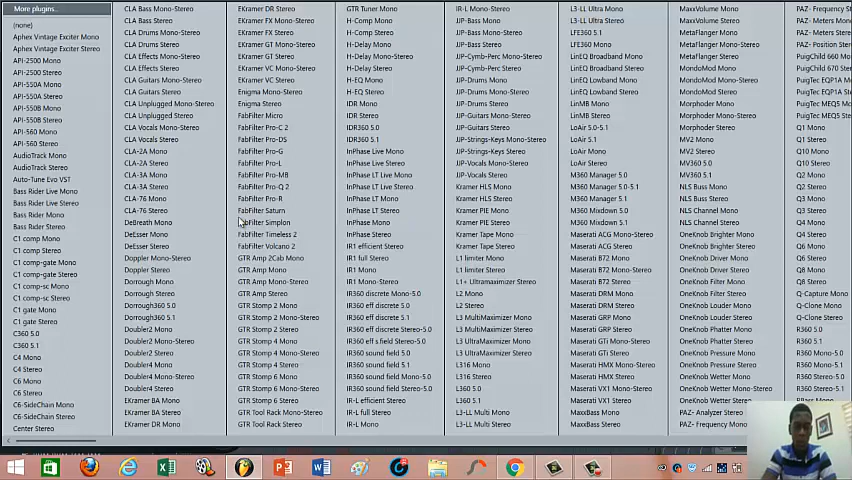 More plugins...
(none)
Aphex Vintage Exciter Mono
Aphex Vintage Exciter Stereo
API-2500 Mono
API-2500 Stereo
API-550A Mono
API-550A Stereo
API-550B Mono
API-550B Stereo
API-560 Mono
API-560 Stereo
AudioTrack Mono
AudioTrack Stereo
Auto-Tune Evo VST
Bass Rider Live Mono
Bass Rider Live Stereo
Bass Rider Mono
Bass Rider Stereo
C1 comp Mono
C1 comp Stereo
C1 comp-gate Mono
C1 comp-gate Stereo
C1 comp-sc Mono
C1 comp-sc Stereo
C1 gate Mono
C1 gate Stereo
C360 5.0
C360 5.1
C4 Mono
C4 Stereo
C6 Mono
C6 Stereo
C6-SideChain Mono
C6-SideChain Stereo
Center Stereo
CLA Bass Mono-Stereo
CLA Bass Stereo
CLA Drums Mono-Stereo
CLA Drums Stereo
CLA Effects Mono-Stereo
CLA Effects Stereo
CLA Guitars Mono-Stereo
CLA Guitars Stereo
CLA Unplugged Mono-Stereo
CLA Unplugged Stereo
CLA Vocals Mono-Stereo
CLA Vocals Stereo
CLA-2A Mono
CLA-2A Stereo
CLA-3A Mono
CLA-3A Stereo
CLA-76 Mono
CLA-76 Stereo
DeBreath Mono
DeEsser Mono
DeEsser Stereo
Doppler Mono-Stereo
Doppler Stereo
Dorrough Mono
Dorrough Stereo
Dorrough360 5.0
Dorrough360 5.1
Doubler2 Mono
Doubler2 Mono-Stereo
Doubler2 Stereo
Doubler4 Mono
Doubler4 Mono-Stereo
Doubler4 Stereo
EKramer BA Mono
EKramer BA Stereo
EKramer DR Mono
EKramer DR Stereo
EKramer FX Mono-Stereo
EKramer FX Stereo
EKramer GT Mono-Stereo
EKramer GT Stereo
EKramer VC Mono-Stereo
EKramer VC Stereo
Enigma Mono-Stereo
Enigma Stereo
FabFilter Micro
FabFilter Pro-C 2
FabFilter Pro-DS
FabFilter Pro-G
FabFilter Pro-L
FabFilter Pro-MB
FabFilter Pro-Q 2
FabFilter Pro-R
FabFilter Saturn
FabFilter Simplon
FabFilter Timeless 2
FabFilter Volcano 2
GTR Amp 2Cab Mono
GTR Amp Mono
GTR Amp Mono-Stereo
GTR Amp Stereo
GTR Stomp 2 Mono
GTR Stomp 2 Mono-Stereo
GTR Stomp 2 Stereo
GTR Stomp 4 Mono
GTR Stomp 4 Mono-Stereo
GTR Stomp 4 Stereo
GTR Stomp 6 Mono
GTR Stomp 6 Mono-Stereo
GTR Stomp 6 Stereo
GTR Tool Rack Mono-Stereo
GTR Tool Rack Stereo
GTR Tuner Mono
H-Comp Mono
H-Comp Stereo
H-Delay Mono
H-Delay Mono-Stereo
H-Delay Stereo
H-EQ Mono
H-EQ Stereo
IDR Mono
IDR Stereo
IDR360 5.0
IDR360 5.1
InPhase Live Mono
InPhase Live Stereo
InPhase LT Live Mono
InPhase LT Live Stereo
InPhase LT Mono
InPhase LT Stereo
InPhase Mono
InPhase Stereo
IR1 efficient Stereo
IR1 full Stereo
IR1 Mono
IR1 Mono-Stereo
IR360 discrete Mono-5.0
IR360 eff discrete 5.0
IR360 eff discrete 5.1
IR360 eff discrete Stereo-5.0
IR360 eff s.field Stereo-5.0
IR360 sound field 5.0
IR360 sound field 5.1
IR360 sound field Mono-5.0
IR360 sound field Stereo-5.0
IR-L efficient Stereo
IR-L full Stereo
IR-L Mono
IR-L Mono-Stereo
JJP-Bass Mono
JJP-Bass Mono-Stereo
JJP-Bass Stereo
JJP-Cymb-Perc Mono-Stereo
JJP-Cymb-Perc Stereo
JJP-Drums Mono
JJP-Drums Mono-Stereo
JJP-Drums Stereo
JJP-Guitars Mono-Stereo
JJP-Guitars Stereo
JJP-Strings-Keys Mono-Stereo
JJP-Strings-Keys Stereo
JJP-Vocals Mono-Stereo
JJP-Vocals Stereo
Kramer HLS Mono
Kramer HLS Stereo
Kramer PIE Mono
Kramer PIE Stereo
Kramer Tape Mono
Kramer Tape Stereo
L1 limiter Mono
L1 limiter Stereo
L1+ Ultramaximizer Stereo
L2 Mono
L2 Stereo
L3 MultiMaximizer Mono
L3 MultiMaximizer Stereo
L3 UltraMaximizer Mono
L3 UltraMaximizer Stereo
L316 Mono
L316 Stereo
L360 5.0
L360 5.1
L3-LL Multi Mono
L3-LL Multi Stereo
L3-LL Ultra Mono
L3-LL Ultra Stereo
LFE360 5.1
LFE360 Mono
LinEQ Broadband Mono
LinEQ Broadband Stereo
LinEQ Lowband Mono
LinEQ Lowband Stereo
LinMB Mono
LinMB Stereo
LoAir 5.0-5.1
LoAir 5.1
LoAir Mono
LoAir Stereo
M360 Manager 5.0
M360 Manager 5.0-5.1
M360 Manager 5.1
M360 Mixdown 5.0
M360 Mixdown 5.1
Maserati ACG Mono-Stereo
Maserati ACG Stereo
Maserati B72 Mono
Maserati B72 Mono-Stereo
Maserati B72 Stereo
Maserati DRM Mono
Maserati DRM Stereo
Maserati GRP Mono
Maserati GRP Stereo
Maserati GTi Mono-Stereo
Maserati GTi Stereo
Maserati HMX Mono-Stereo
Maserati HMX Stereo
Maserati VX1 Mono-Stereo
Maserati VX1 Stereo
MaxxBass Mono
MaxxBass Stereo
MaxxVolume Mono
MaxxVolume Stereo
MetaFlanger Mono
MetaFlanger Mono-Stereo
MetaFlanger Stereo
MondoMod Mono
MondoMod Mono-Stereo
MondoMod Stereo
Morphoder Mono
Morphoder Mono-Stereo
Morphoder Stereo
MV2 Mono
MV2 Stereo
MV360 5.0
MV360 5.1
NLS Buss Mono
NLS Buss Stereo
NLS Channel Mono
NLS Channel Stereo
OneKnob Brighter Mono
OneKnob Brighter Stereo
OneKnob Driver Mono
OneKnob Driver Stereo
OneKnob Filter Mono
OneKnob Filter Stereo
OneKnob Louder Mono
OneKnob Louder Stereo
OneKnob Phatter Mono
OneKnob Phatter Stereo
OneKnob Pressure Mono
OneKnob Pressure Stereo
OneKnob Wetter Mono
OneKnob Wetter Mono-Stereo
OneKnob Wetter Stereo
PAZ- Analyzer Stereo
PAZ- Frequency Mono
PAZ- Frequency S
PAZ- Meters Mono
PAZ- Meters Stereo
PAZ- Position Stereo
PuigChild 660 M
PuigChild 670 S
PuigTec EQP1A
PuigTec EQP1A S
PuigTec MEQ5
PuigTec MEQ5 S
Q1 Mono
Q1 Stereo
Q10 Mono
Q10 Stereo
Q2 Mono
Q2 Stereo
Q3 Mono
Q3 Stereo
Q4 Mono
Q4 Stereo
Q6 Mono
Q6 Stereo
Q8 Mono
Q8 Stereo
Q-Capture Mono
Q-Clone Mono
Q-Clone Stereo
R360 5.0
R360 5.1
R360 Mono-5.0